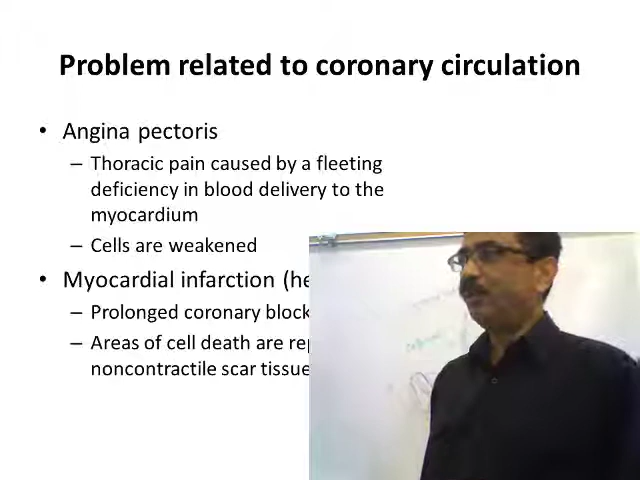 Problem related to coronary circulation
• Angina pectoris
– Thoracic pain caused by a fleeting
deficiency in blood delivery to the
myocardium
– Cells are weakened
• Myocardial infarction (he
– Prolonged coronary block
– Areas of cell death are rep
noncontractile scar tissue